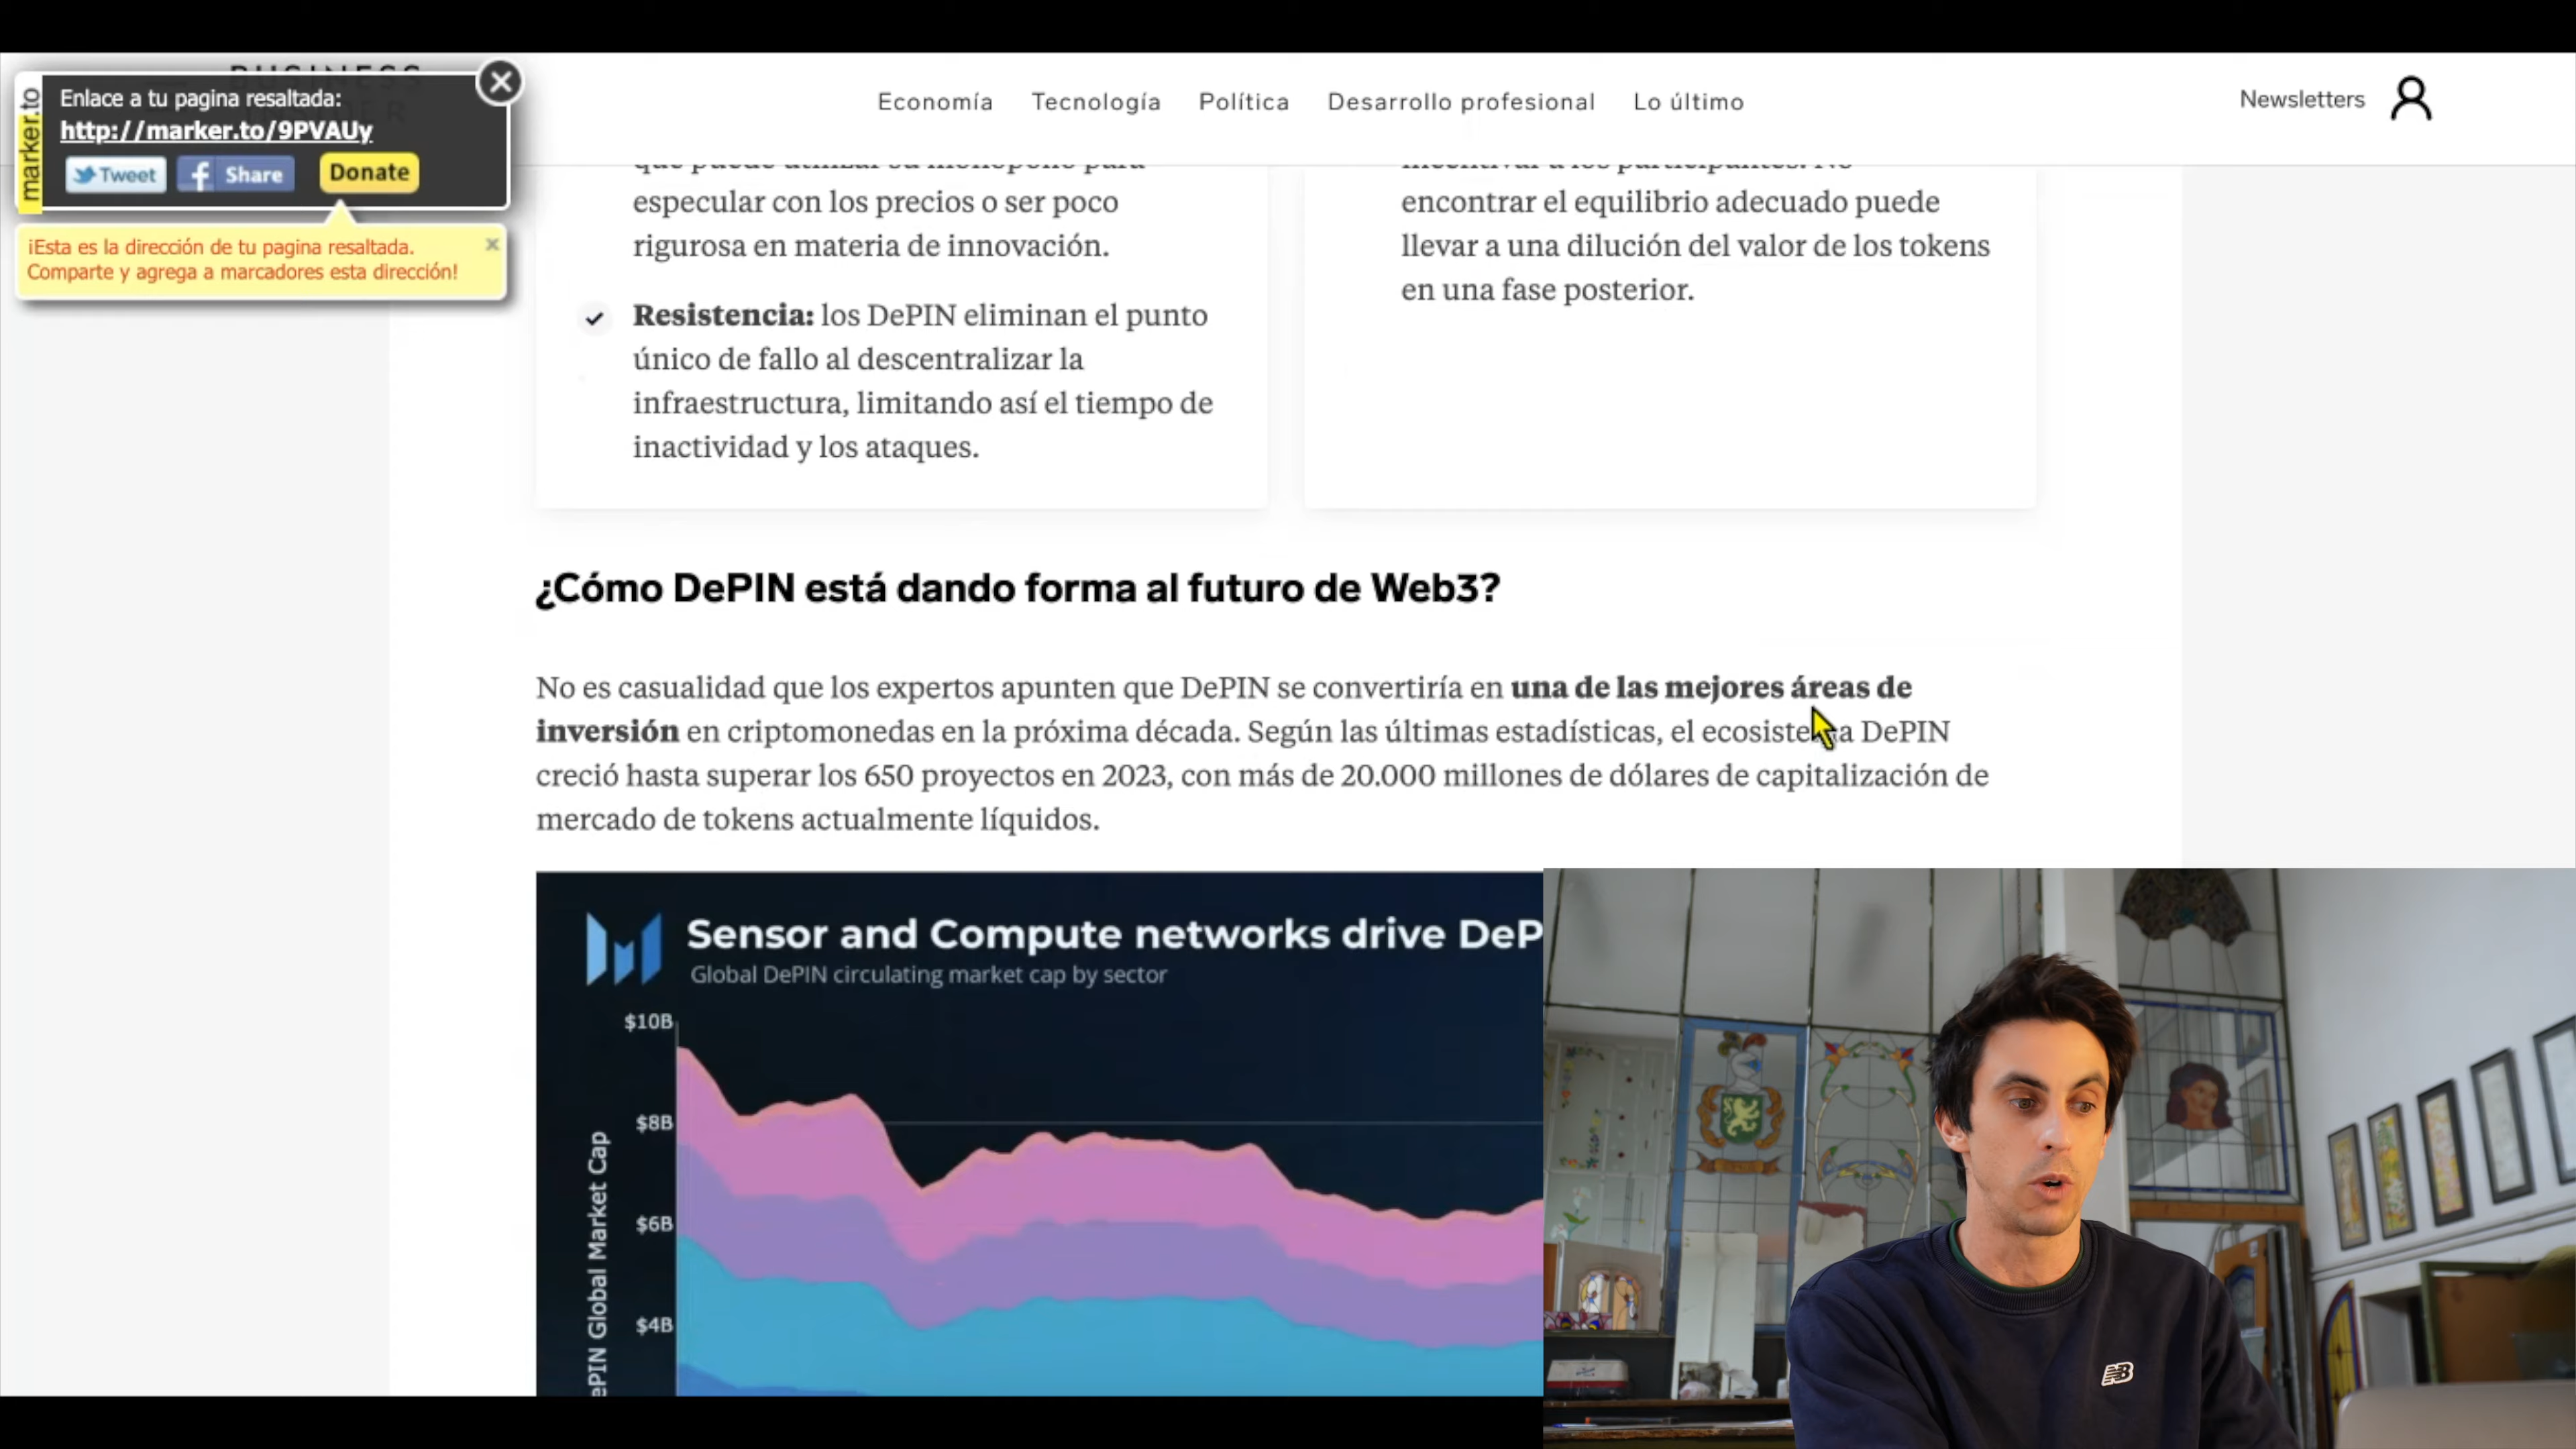 marker.to
Enlace a tu pagina resaltada:
http://marker.to/9PVAUy
Tweet
Share
Donate
¡Esta es la dirección de tu pagina resaltada.
Comparte y agrega a marcadores esta dirección!
Economía
Tecnología
Política
Desarrollo profesional
Lo último
Newsletters
que puede utilizar su monopolio para
especular con los precios o ser poco
rigurosa en materia de innovación.
Resistencia: los DePIN eliminan el punto
único de fallo al descentralizar la
infraestructura, limitando así el tiempo de
inactividad y los ataques.
incentivar a los participantes. No
encontrar el equilibrio adecuado puede
llevar a una dilución del valor de los tokens
en una fase posterior.
¿Cómo DePIN está dando forma al futuro de Web3?
No es casualidad que los expertos apunten que DePIN se convertiría en una de las mejores áreas de
inversión en criptomonedas en la próxima década. Según las últimas estadísticas, el ecosistema DePIN
creció hasta superar los 650 proyectos en 2023, con más de 20.000 millones de dólares de capitalización de
mercado de tokens actualmente líquidos.
Sensor and Compute networks drive DeP
Global DePIN circulating market cap by sector
$10B
$8B
$6B
$4B
ePIN Global Market Cap
NB